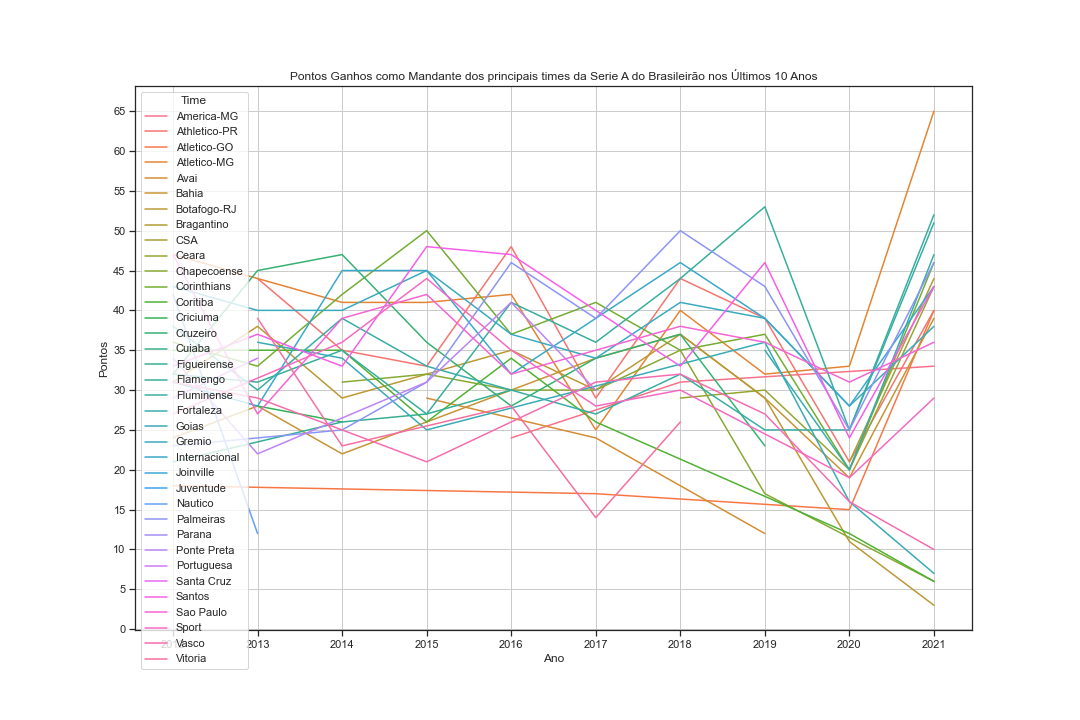 Pontos Ganhos como Mandante dos principais times da Serie A do Brasileirão nos Últimos 10 Anos
Time
America-MG
Athletico-PR
Atletico-GO
Atletico-MG
Avai
Bahia
Botafogo-RJ
Bragantino
CSA
Ceara
Chapecoense
Corinthians
Coritiba
Criciuma
Cruzeiro
Cuiaba
Figueirense
Flamengo
Fluminense
Fortaleza
Goias
Gremio
Internacional
Joinville
Juventude
Nautico
Palmeiras
Parana
Ponte Preta
Portuguesa
Santa Cruz
Santos
Sao Paulo
Sport
Vasco
Vitoria
Pontos
65
60
55
50
45
40
35
30
25
20
15
10
5
0
2013 2014 2015 2016 2017 2018 2019 2020 2021
Ano